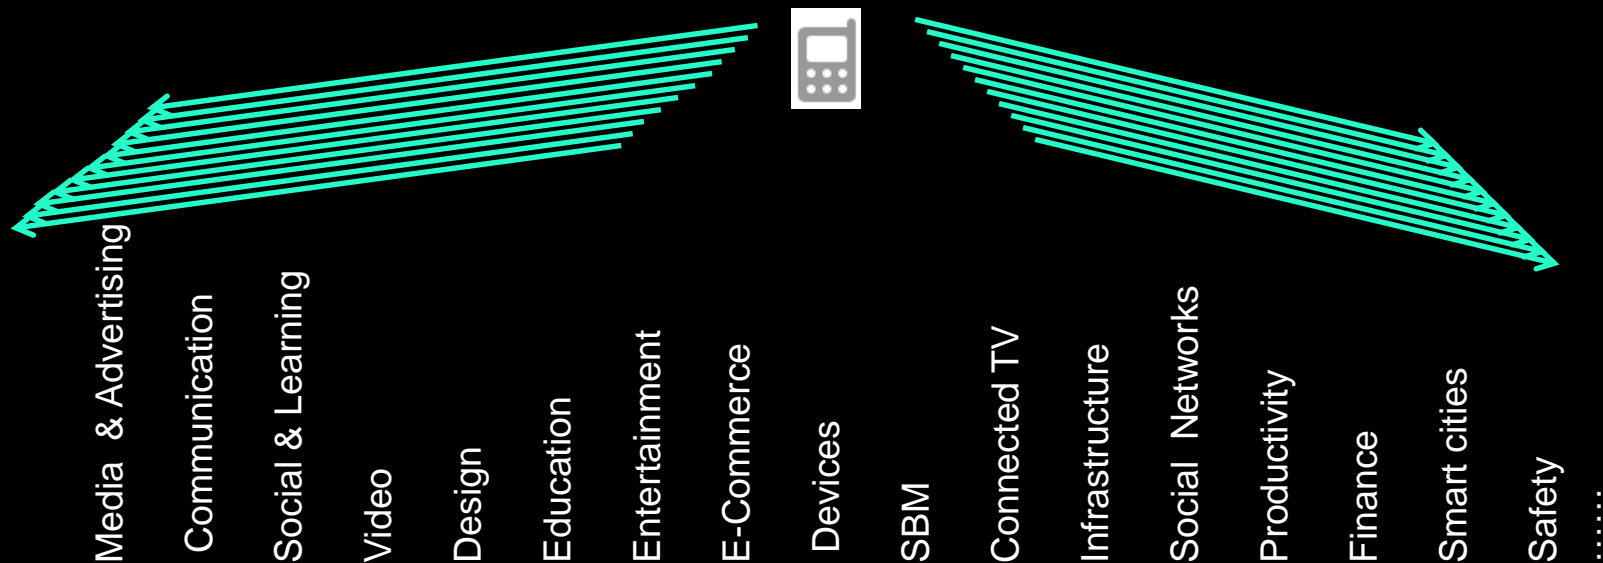 Media & Advertising
Communication
Social & Learning
Video
Design
Education
Entertainment
E-Commerce
Devices
SBM
Connected TV
Infrastructure
Social Networks
Productivity
Finance
Smart cities
Safety
......